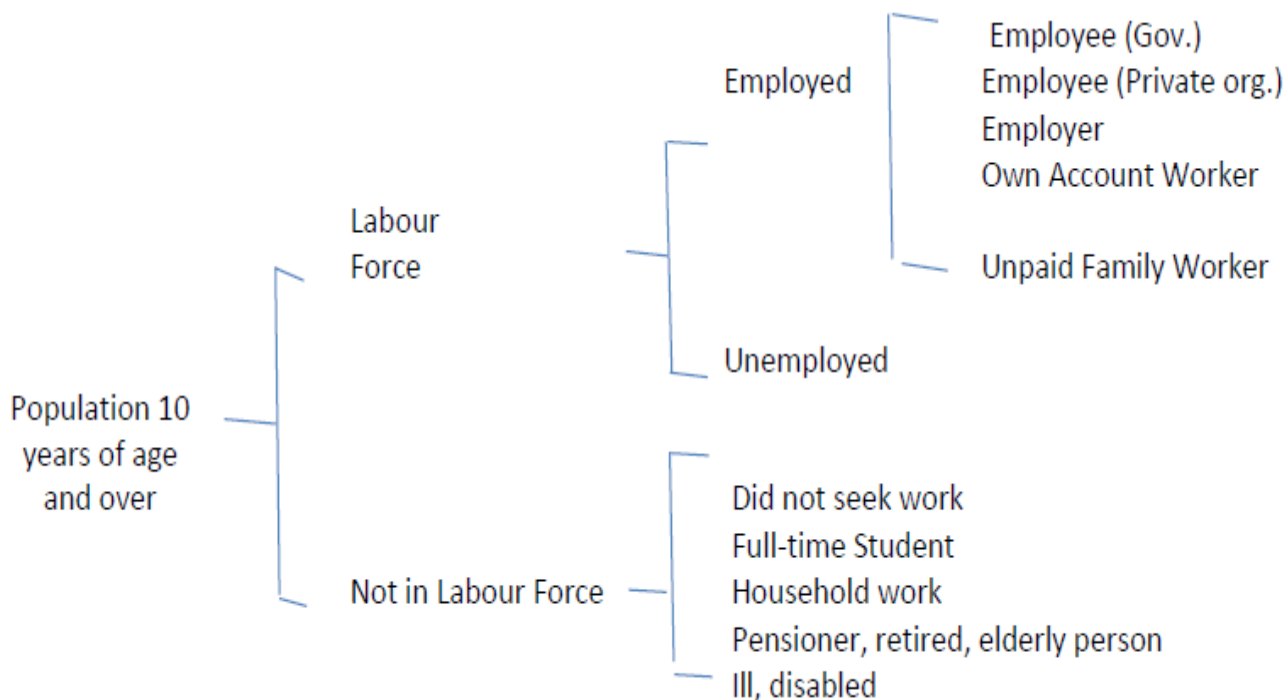 Employee (Gov.)
Employed
Employee (Private org.)
Employer
Own Account Worker
Labour
Force
Unpaid Family Worker
Unemployed
Population 10
years of age
and over
Did not seek work
Full-time Student
Not in Labour Force
Household work
Pensioner, retired, elderly person
Ill, disabled